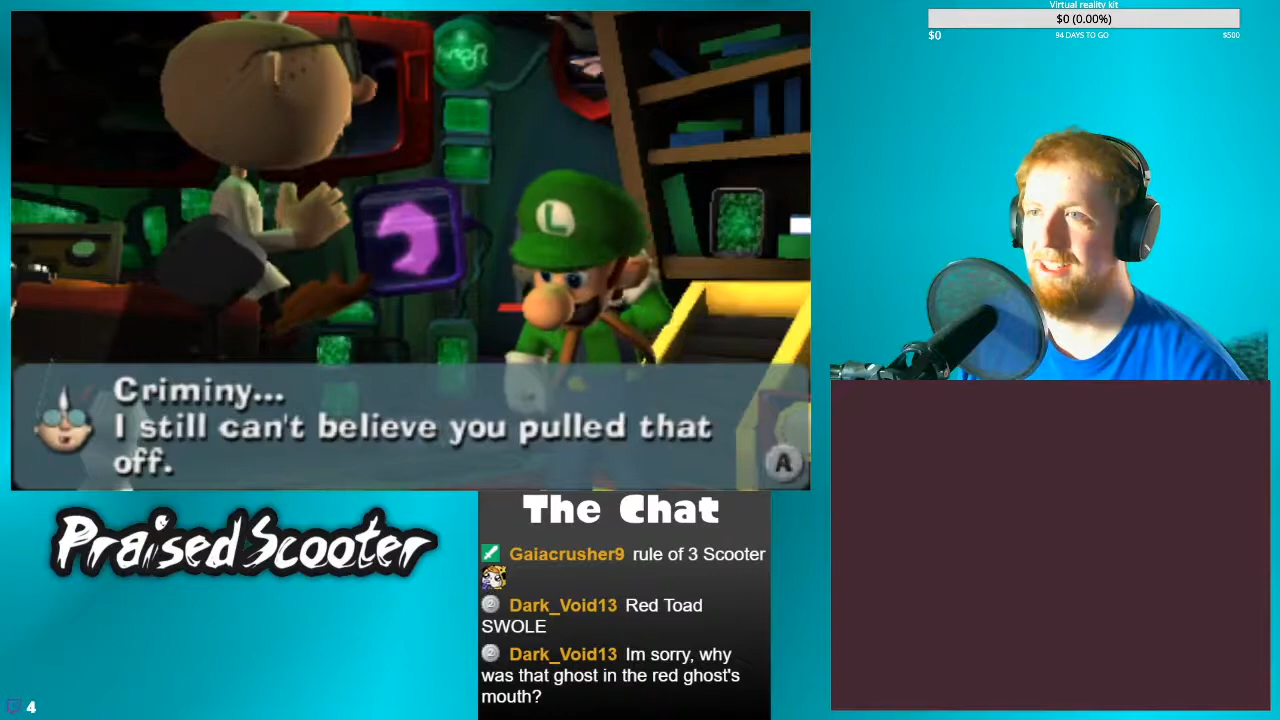 Virtual reality kit
$0 (0.00%)
$0
94 DAYS TO GO
$500
L
Criminy...
I still can't believe you pulled that
off.
A
Praised Scooter
The Chat
Gaiacrusher9 rule of 3 Scooter
2 Dark_Void13 Red Toad
SWOLE
2 Dark_Void13 Im sorry, why
was that ghost in the red ghost's
mouth?
4